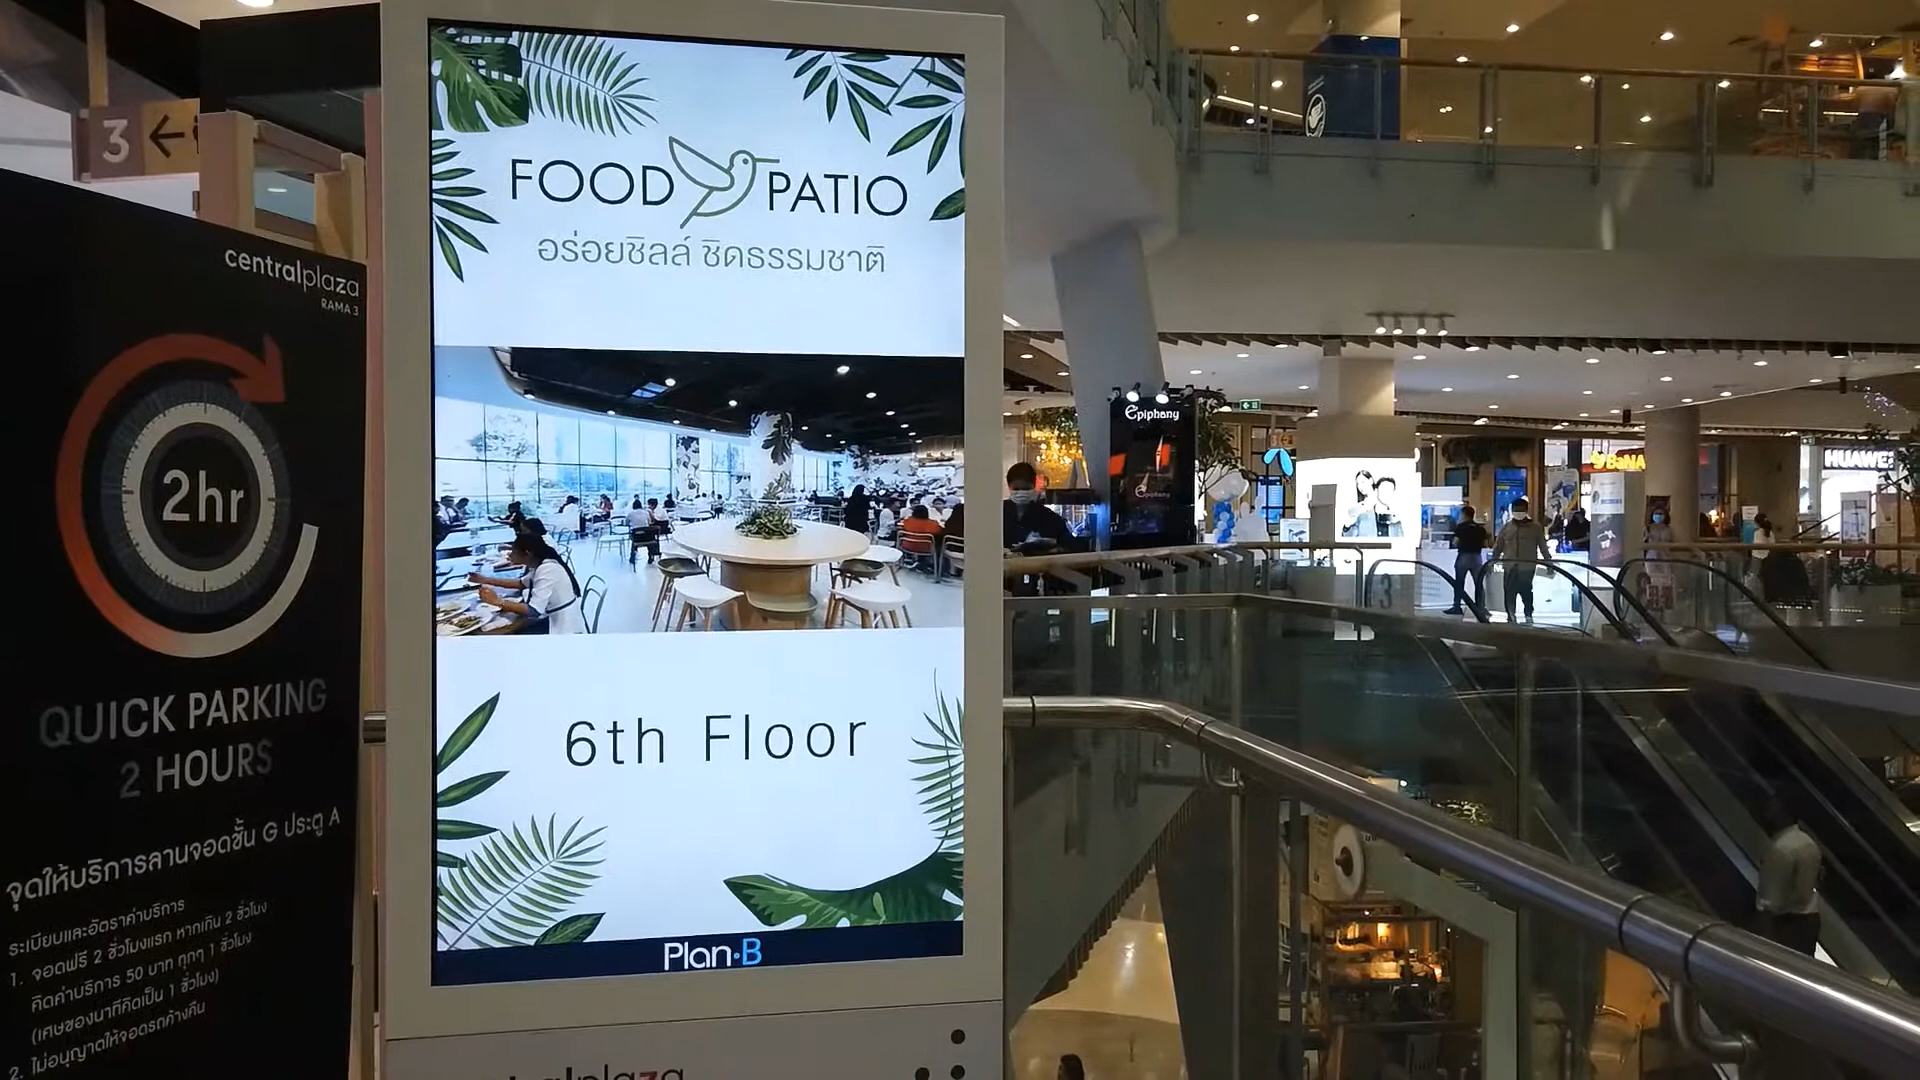 3
centralplaza
RAMA 3
2hr
QUICK PARKING
2 HOURS
จุดให้บริการลานจอดชั้น G ประตู A
ระเบียบและอัตราค่าบริการ
1. จอดฟรี 2 ชั่วโมงแรก หากเกิน 2 ชั่วโมง
คิดค่าบริการ 50 บาท ทุกๆ 1 ชั่วโมง
(เศษของนาทีคิดเป็น 1 ชั่วโมง)
2. ไม่อนุญาตให้จอดรถค้างคืน
FOOD PATIO
อร่อยชิลล์ ชิดธรรมชาติ
6th Floor
Plan·B
centralplaza
Epiphany
Epiphany
BaNA
HUAWEI
3